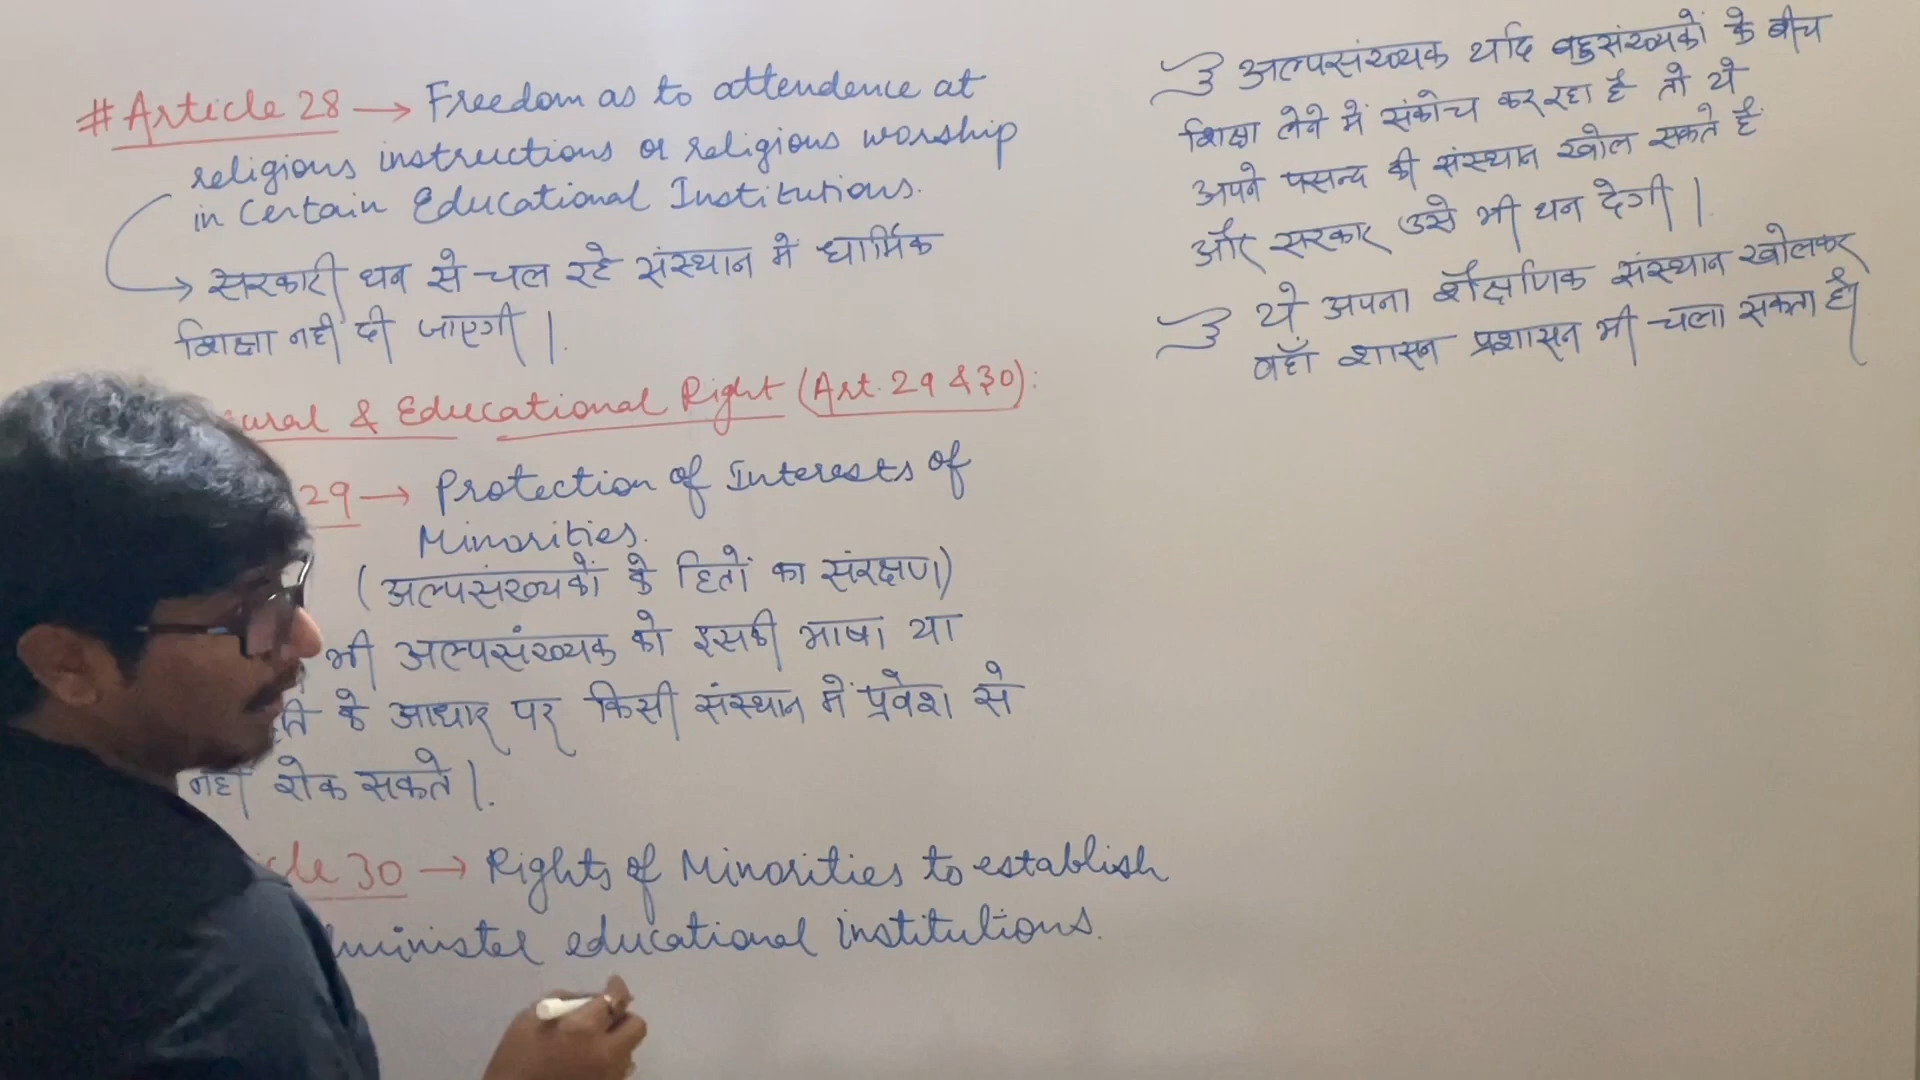 #Article 28 → Freedom as to attendence at
religious instructions or religious worship
in Certain Educational Institutions.
→ सरकारी धन से चल रहे संस्थान में धार्मिक
शिक्षा नही दी जाएगी |.
& Educational Right (Art. 29 & 30):
29 → Protection of Interests of
Minorities.
(अल्पसंख्यकों के हितों का संरक्षण)
भी अल्पसंख्यक को इसकी भाषा या
के आधार पर किसी संस्थान में प्रवेश से
नहीं रोक सकते |.
30 → Rights of Minorities to establish
educational institutions.
अल्पसंख्यक यदि बहुसंख्यकों के बीच
शिक्षा लेने में संकोच कर रहा है तो ये
अपने पसन्द की संस्थान खोल सकते है
और सरकार उसे भी धन देगी |
ये अपना शैक्षणिक संस्थान खोलकर
वहाँ शासन प्रशासन भी चला सकता है|